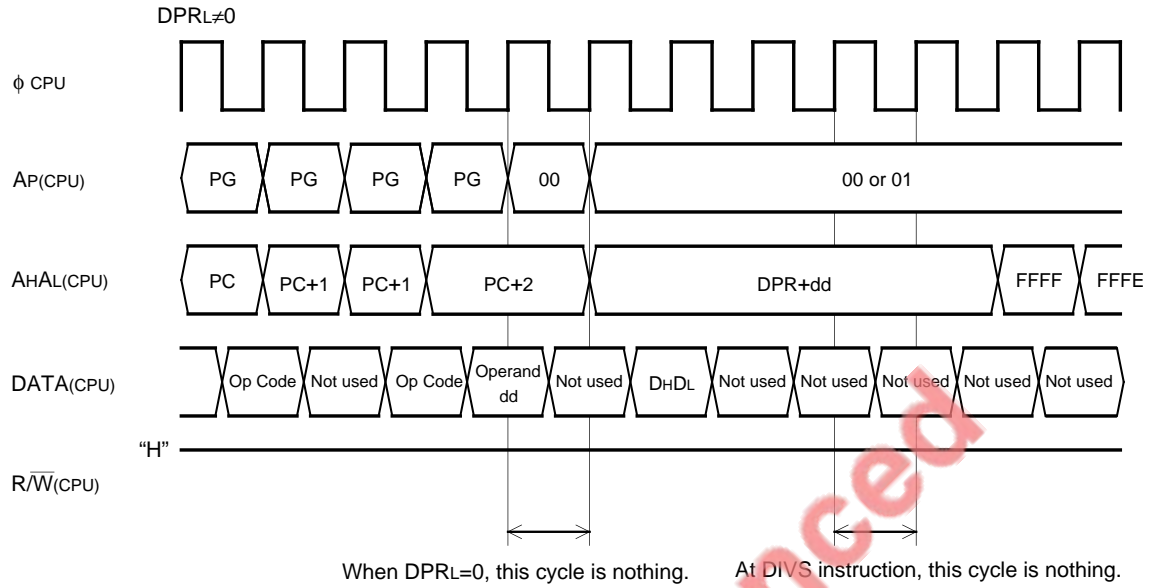 DPRL≠0
ϕ CPU
AP(CPU) PG PG PG PG 00 00 or 01
AHAL(CPU) PC PC+1 PC+1 PC+2 DPR+dd FFFF FFFE
DATA(CPU) Op Code Not used Op Code Operand dd Not used DHDL Not used Not used Not used Not used Not used
“H”
R/W̅(CPU)
When DPRL=0, this cycle is nothing. At DIVS instruction, this cycle is nothing.